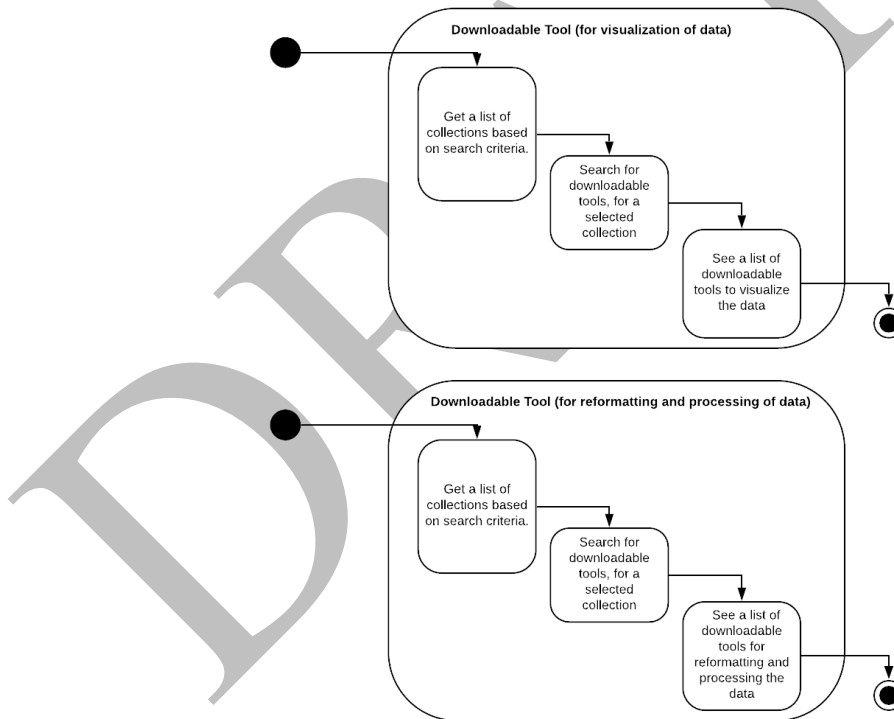 Downloadable Tool (for visualization of data)
Get a list of
collections based
on search criteria.
Search for
downloadable
tools, for a
selected
collection
See a list of
downloadable
tools to visualize
the data
Downloadable Tool (for reformatting and processing of data)
Get a list of
collections based
on search criteria.
Search for
downloadable
tools, for a
selected
collection
See a list of
downloadable
tools for
reformatting and
processing the
data